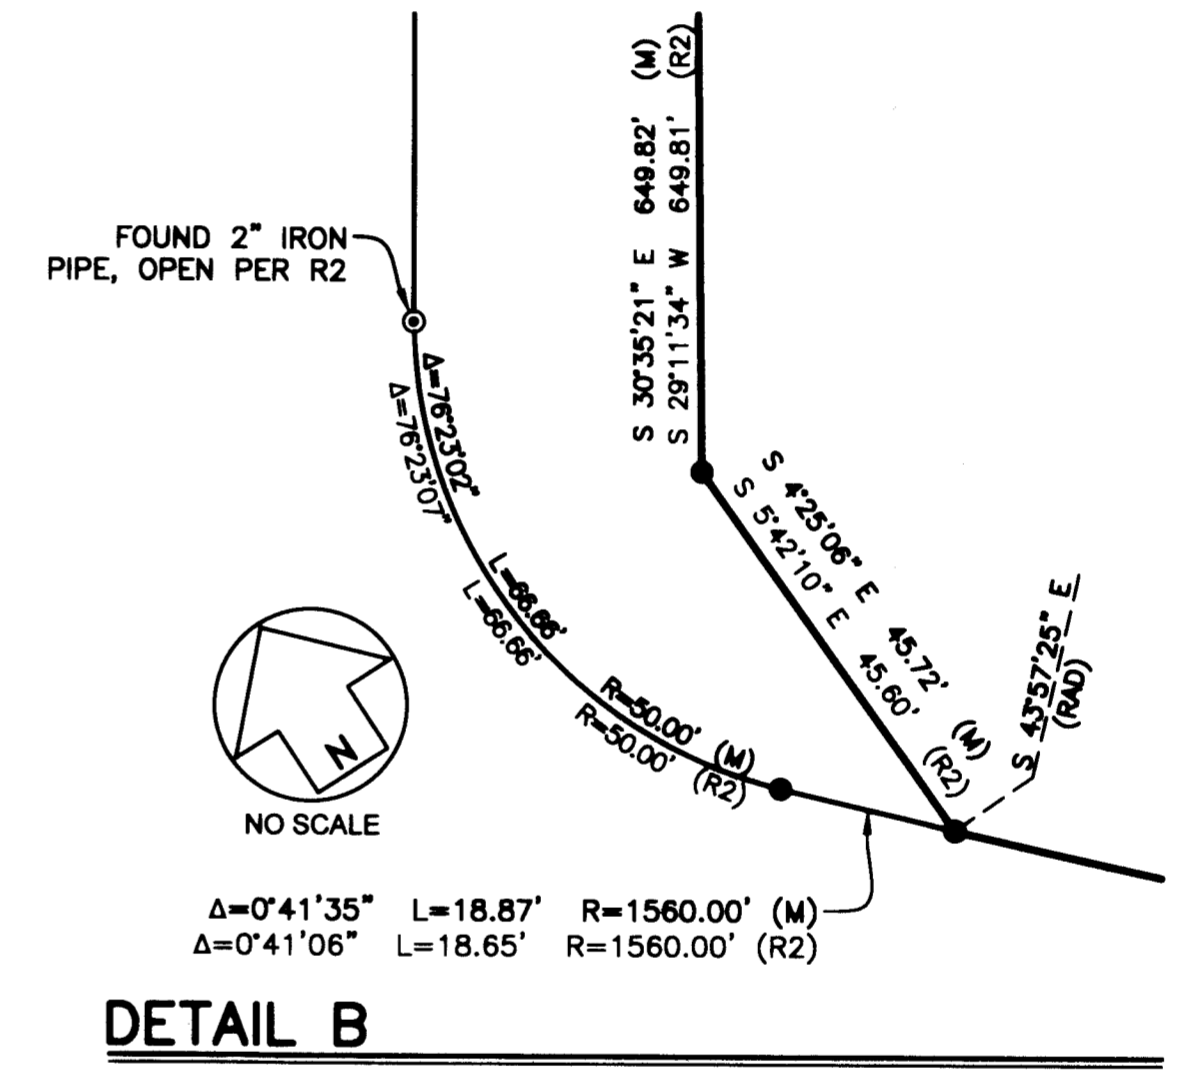 S 30°35'21" E 649.82' (M)
S 29°11'34" W 649.81' (R2)
FOUND 2" IRON
PIPE, OPEN PER R2
Δ=76°23'02"
Δ=76°23'07"
L=66.66'
L=66.66'
R=50.00' (M)
R=50.00' (R2)
S 4°25'06" E 45.72' (M)
S 5°42'10" E 45.60' (R2)
S 43°57'25" E
(RAD)
N
NO SCALE
Δ=0°41'35" L=18.87' R=1560.00' (M)
Δ=0°41'06" L=18.65' R=1560.00' (R2)
DETAIL B